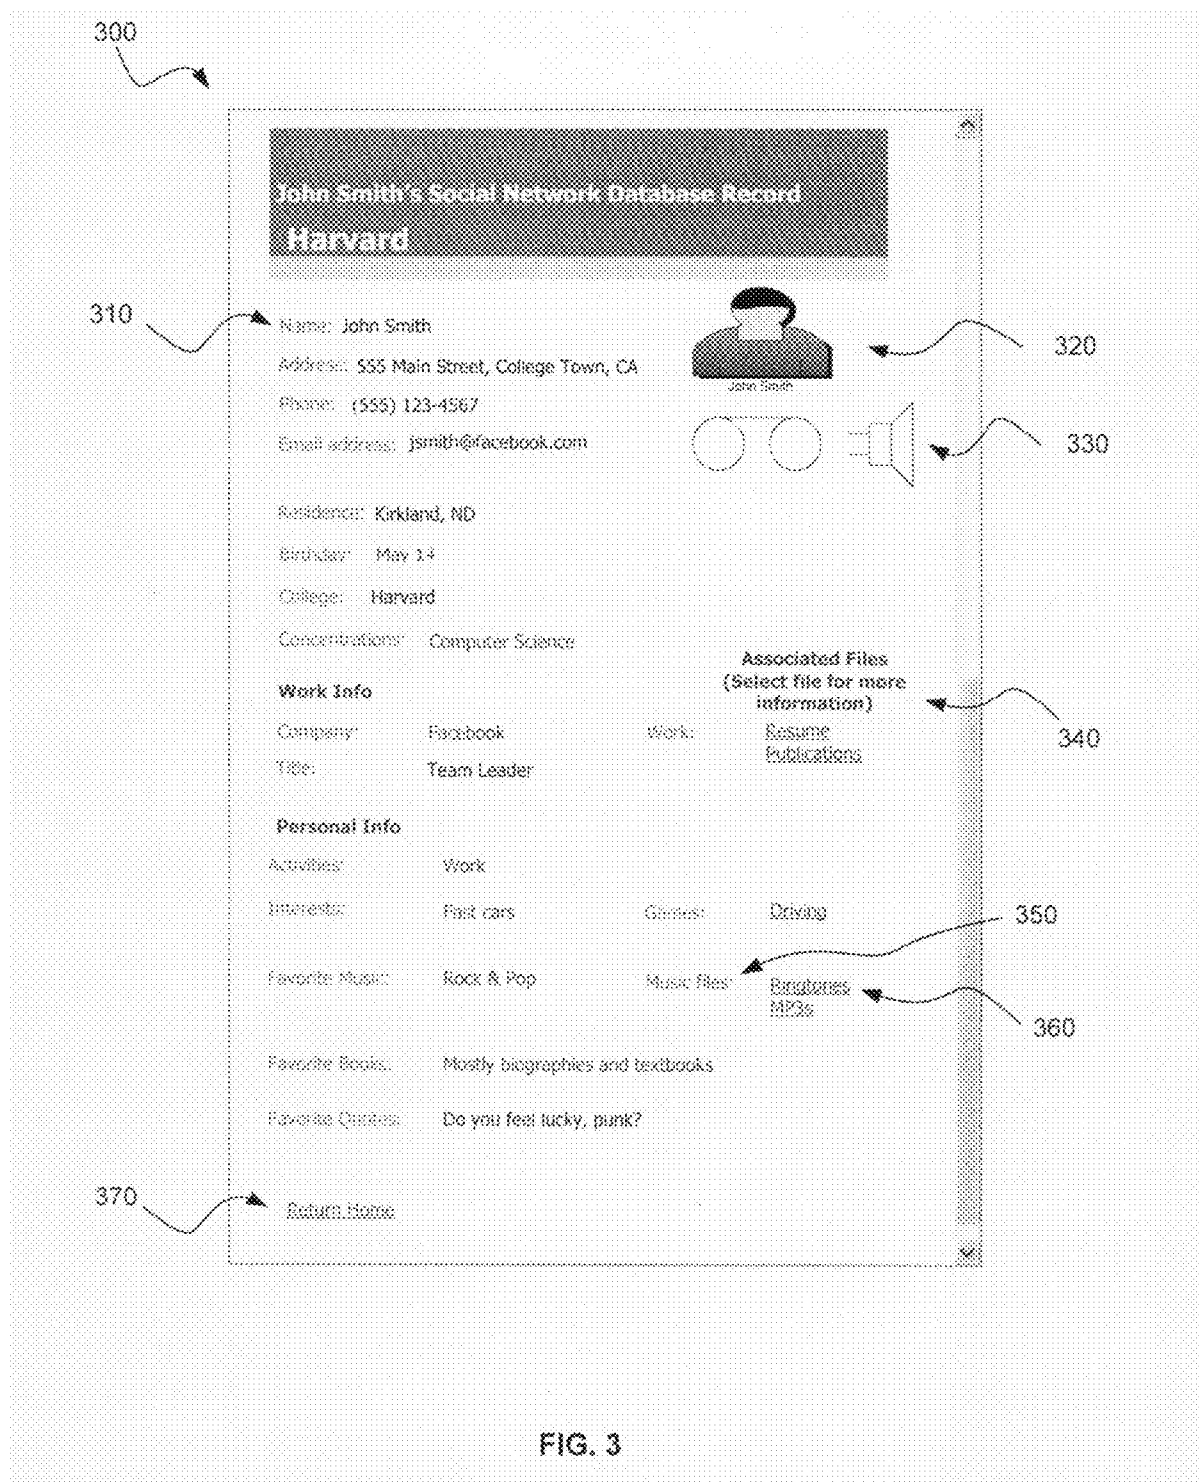 300
John Smith's Social Network Database Record
Harvard
310
Name: John Smith
320
John Smith
Address: 555 Main Street, College Town, CA
Phone: (555) 123-4567
Email address: jsmith@facebook.com
330
Residence: Kirkland, ND
Birthday: May 14
College: Harvard
Concentrations: Computer Science
Associated Files
(Select file for more
information)
Work Info
340
Company: Facebook Work: Resume
Publications
Title: Team Leader
Personal Info
Activities: Work
Interests: Fast cars Games: Driving
350
Favorite Music: Rock & Pop Music files: Ringtones
MP3s
360
Favorite Books: Mostly biographies and textbooks
Favorite Quotes: Do you feel lucky, punk?
370
Return Home
FIG. 3